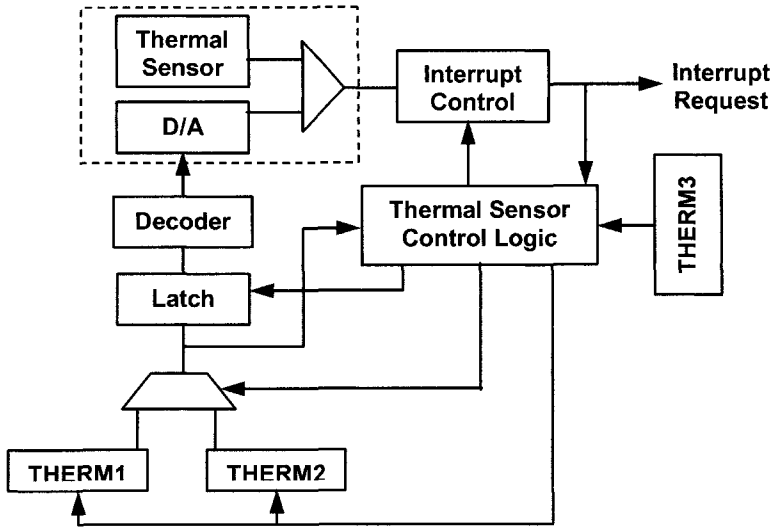 Thermal
Sensor
D/A
Interrupt
Control
Interrupt
Request
Decoder
Thermal Sensor
Control Logic
THERM3
Latch
THERM1
THERM2